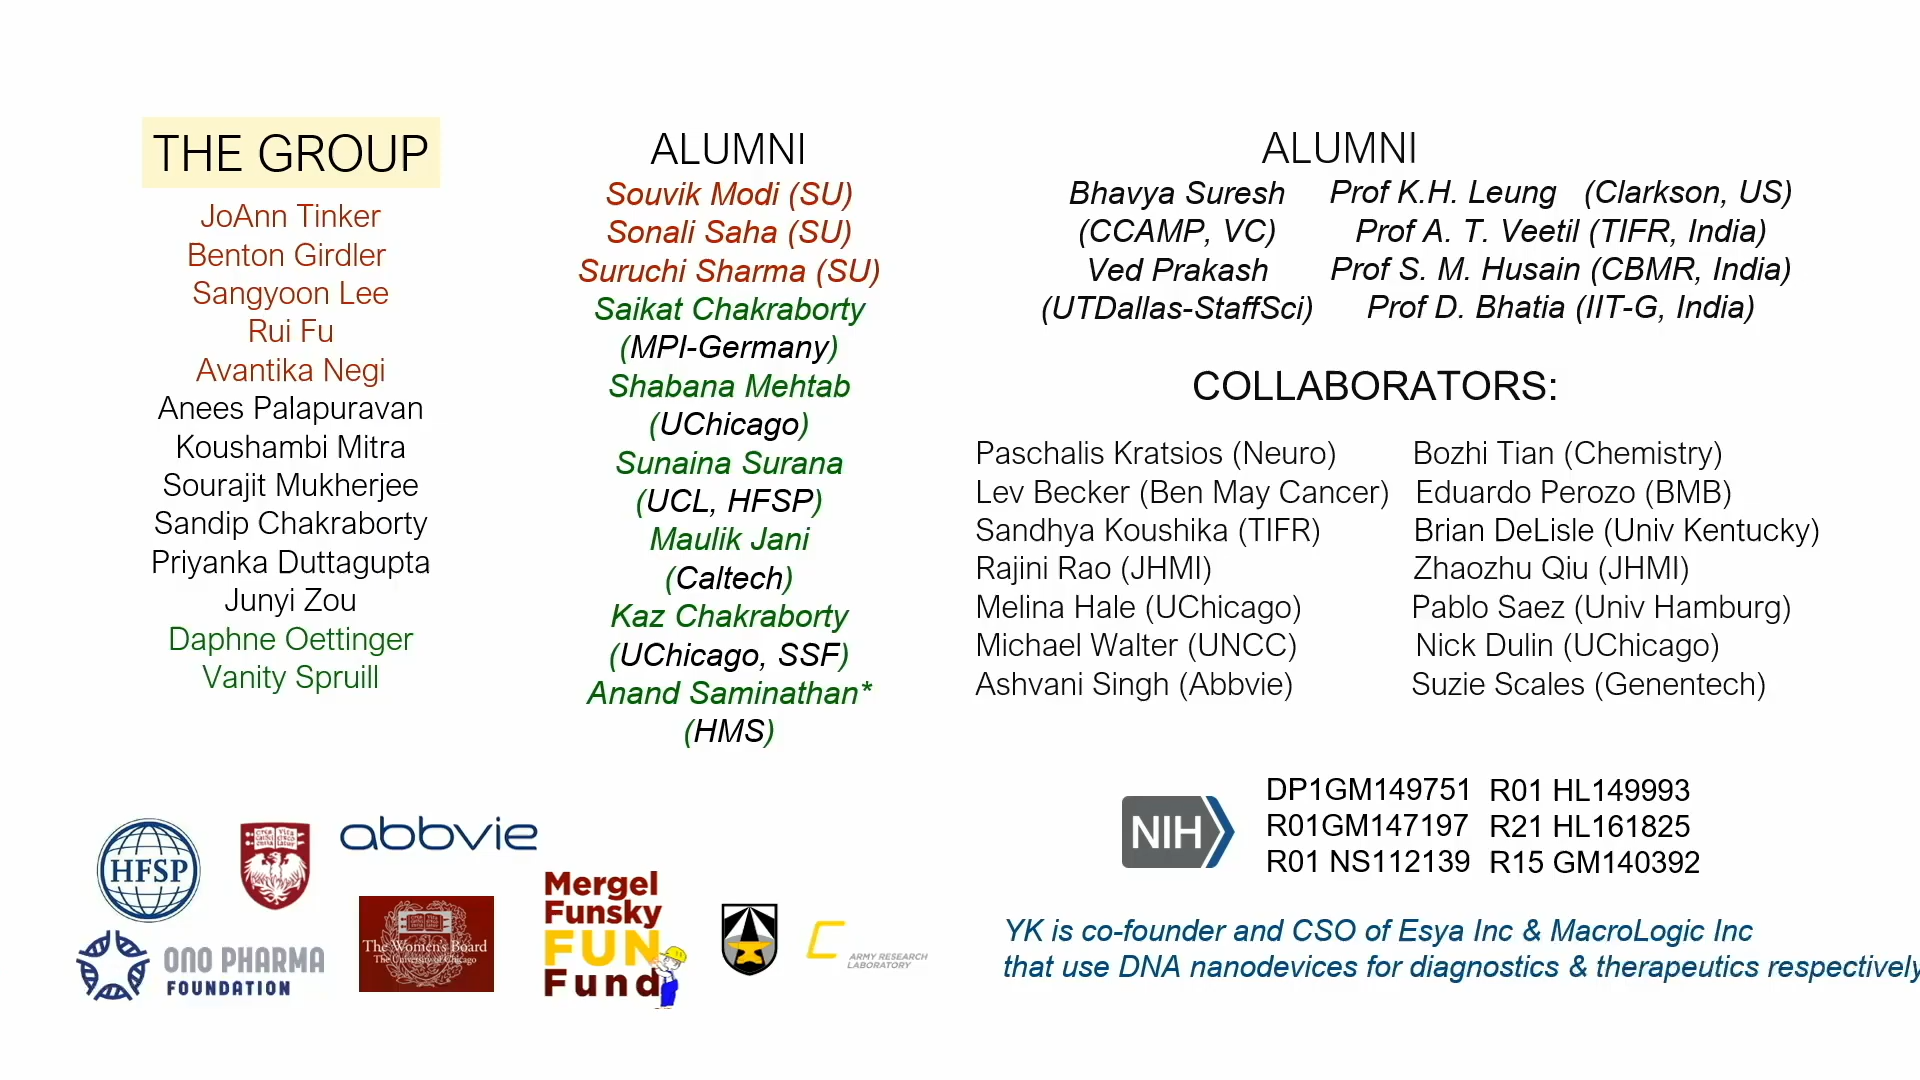 THE GROUP
JoAnn Tinker
Benton Girdler
Sangyoon Lee
Rui Fu
Avantika Negi
Anees Palapuravan
Koushambi Mitra
Sourajit Mukherjee
Sandip Chakraborty
Priyanka Duttagupta
Junyi Zou
Daphne Oettinger
Vanity Spruill
ALUMNI
Souvik Modi (SU)
Sonali Saha (SU)
Suruchi Sharma (SU)
Saikat Chakraborty
(MPI-Germany)
Shabana Mehtab
(UChicago)
Sunaina Surana
(UCL, HFSP)
Maulik Jani
(Caltech)
Kaz Chakraborty
(UChicago, SSF)
Anand Saminathan*
(HMS)
ALUMNI
Bhavya Suresh
(CCAMP, VC)
Ved Prakash
(UTDallas-StaffSci)
Prof K.H. Leung (Clarkson, US)
Prof A. T. Veetil (TIFR, India)
Prof S. M. Husain (CBMR, India)
Prof D. Bhatia (IIT-G, India)
COLLABORATORS:
Paschalis Kratsios (Neuro)
Lev Becker (Ben May Cancer)
Sandhya Koushika (TIFR)
Rajini Rao (JHMI)
Melina Hale (UChicago)
Michael Walter (UNCC)
Ashvani Singh (Abbvie)
Bozhi Tian (Chemistry)
Eduardo Perozo (BMB)
Brian DeLisle (Univ Kentucky)
Zhaozhu Qiu (JHMI)
Pablo Saez (Univ Hamburg)
Nick Dulin (UChicago)
Suzie Scales (Genentech)
HFSP
abbvie
ONO PHARMA
FOUNDATION
The Women's Board
The University of Chicago
Mergel
Funsky
FUN
Fund
ARMY RESEARCH
LABORATORY
NIH
DP1GM149751 R01 HL149993
R01GM147197 R21 HL161825
R01 NS112139 R15 GM140392
YK is co-founder and CSO of Esya Inc & MacroLogic Inc
that use DNA nanodevices for diagnostics & therapeutics respectively